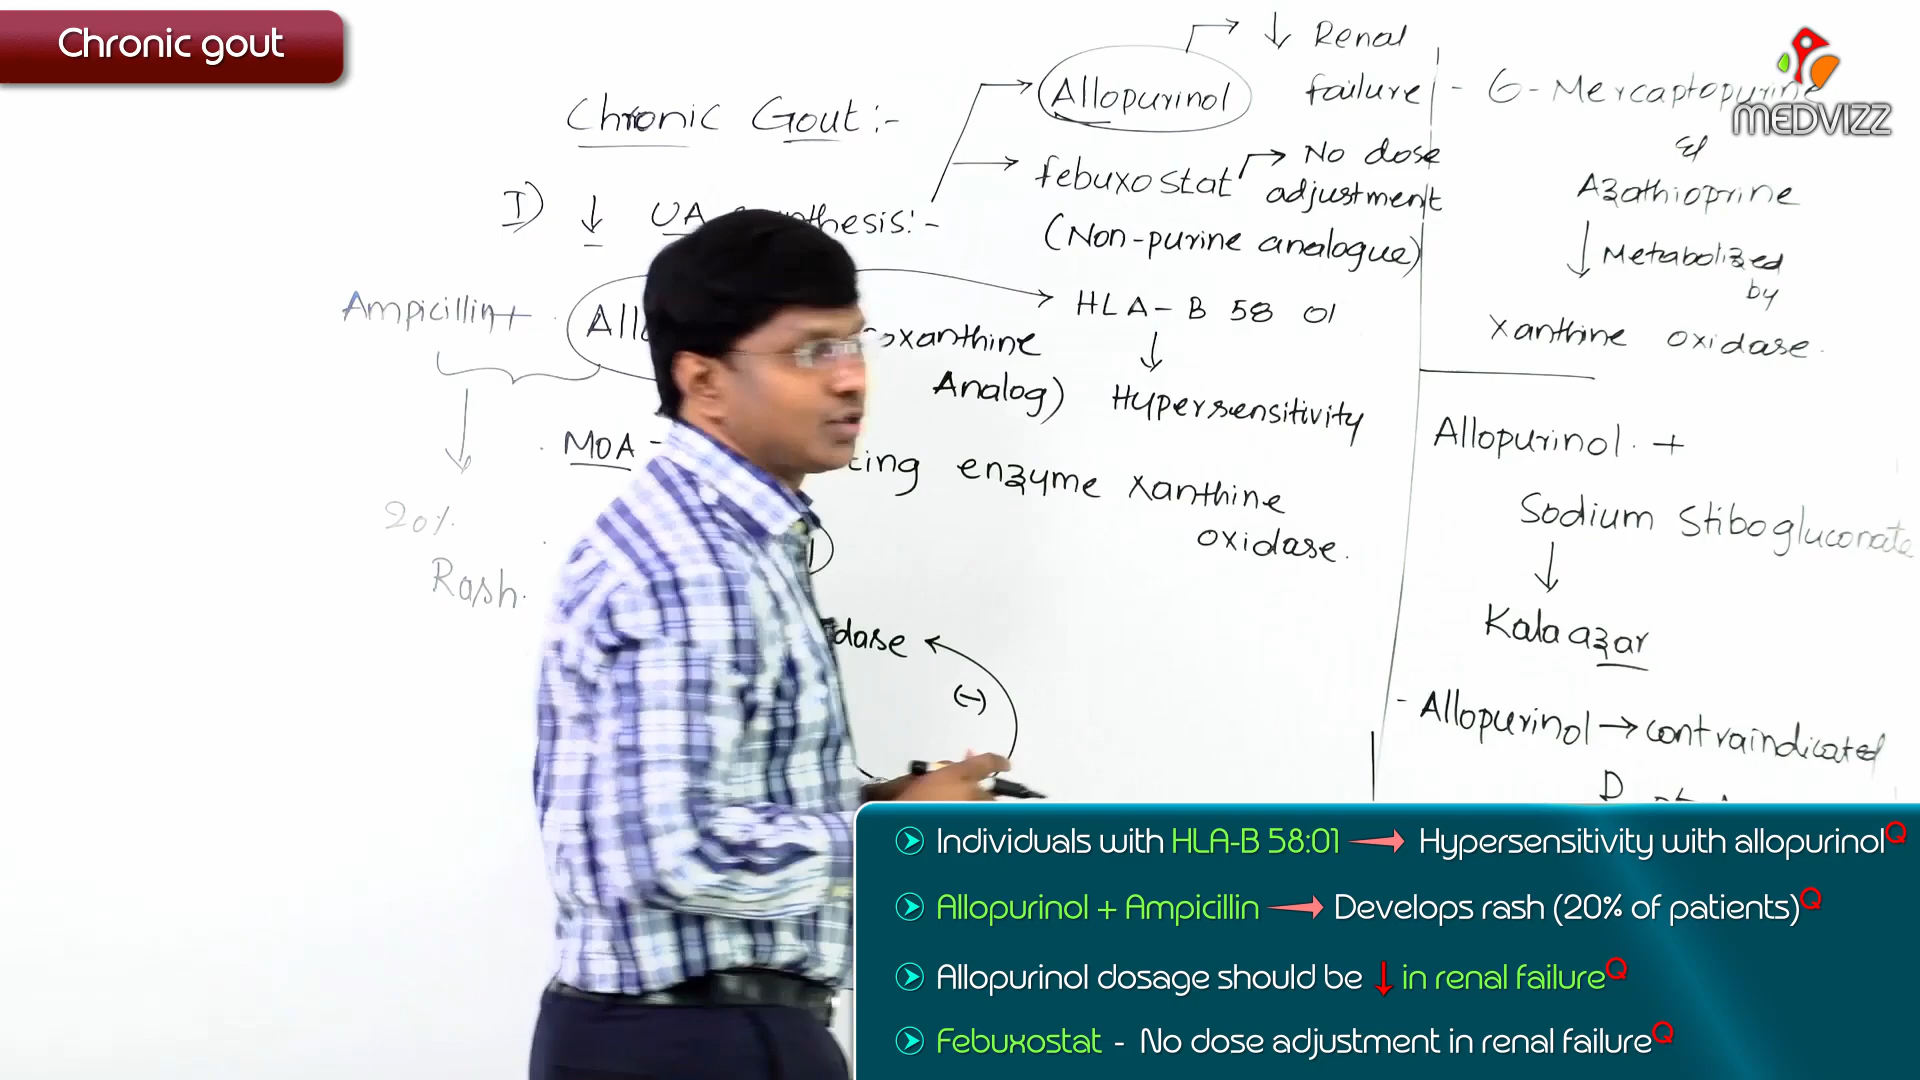 Chronic gout
MEDVIZZ
Chronic Gout :-
I) ↓ UA thesis :-
Allopurinol
↓ Renal failure
febuxostat → No dose adjustment
(Non-purine analogue)
Ampicillin +
20%
Rash.
All
oxanthine
Analog)
HLA-B 58 01
↓
Hypersensitivity
MOA -
ting enzyme xanthine
oxidase.
dase
(-)
- 6-Mercaptopurine
&
Azathioprine
↓ Metabolized
by
xanthine oxidase.
Allopurinol. +
Sodium Stibogluconate
↓
Kala azar
- Allopurinol → contraindicated
Individuals with HLA-B 58:01 → Hypersensitivity with allopurinol Q
Allopurinol + Ampicillin → Develops rash (20% of patients) Q
Allopurinol dosage should be ↓ in renal failure Q
Febuxostat - No dose adjustment in renal failure Q